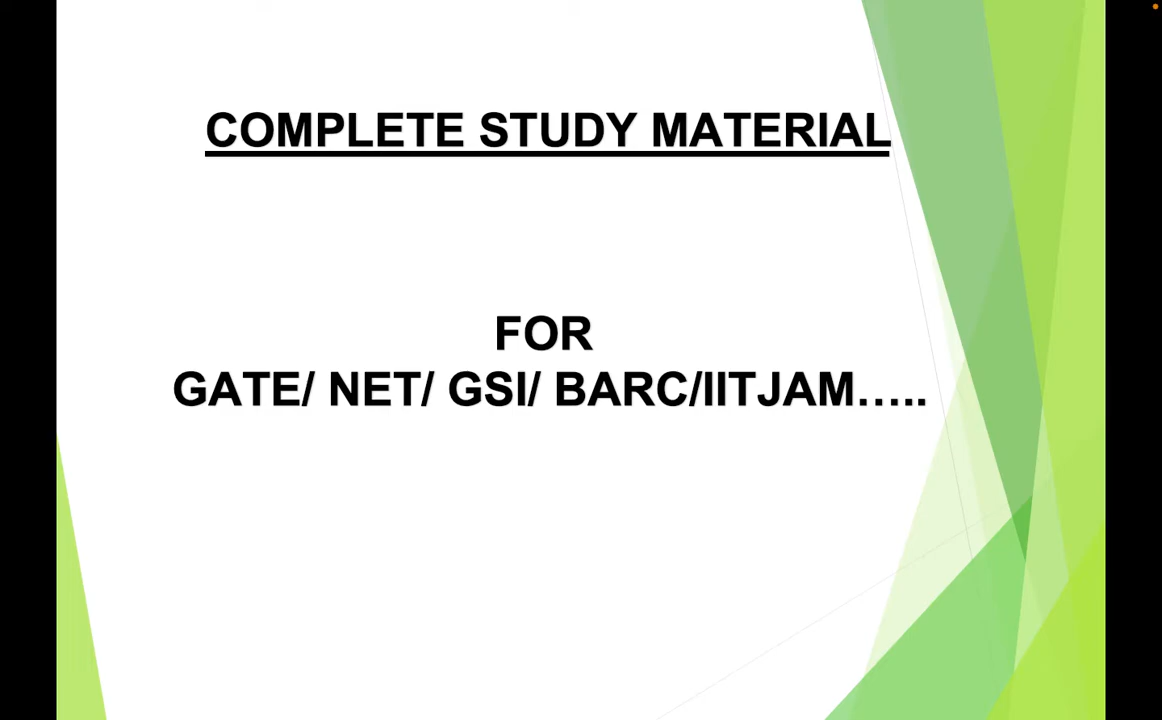 COMPLETE STUDY MATERIAL
FOR
GATE/ NET/ GSI/ BARC/IITJAM…..